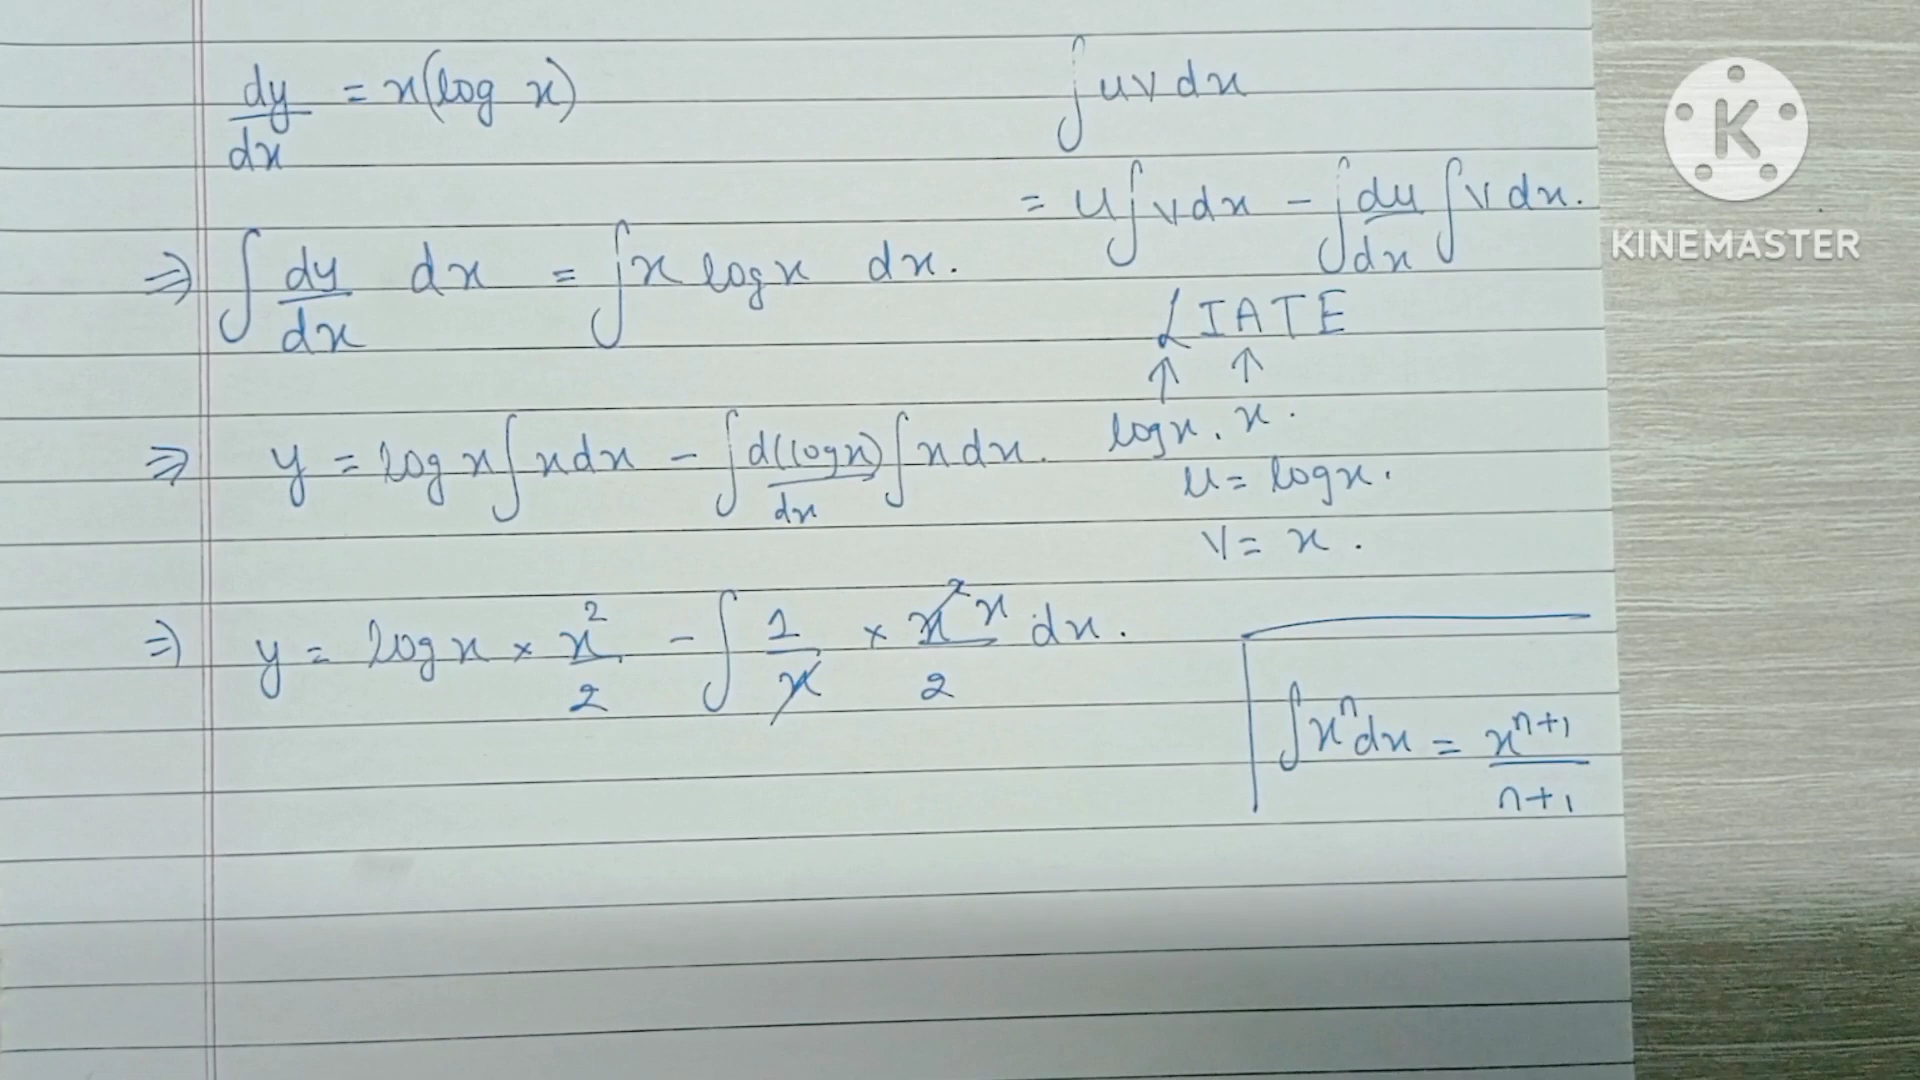 dy/dx = x(log x)
⇒ ∫ dy/dx dx = ∫x log x dx.
⇒ y = log x ∫x dx - ∫d(log x)/dx ∫x dx.
⇒ y = log x × x²/2 - ∫ 1/x × x² x/2 dx.
∫uv dx
= u∫v dx - ∫du/dx ∫v dx.
LIATE
↑ ↑
log x . x .
u = log x .
v = x .
∫xⁿ dx = xⁿ⁺¹/n+1
K
KINEMASTER